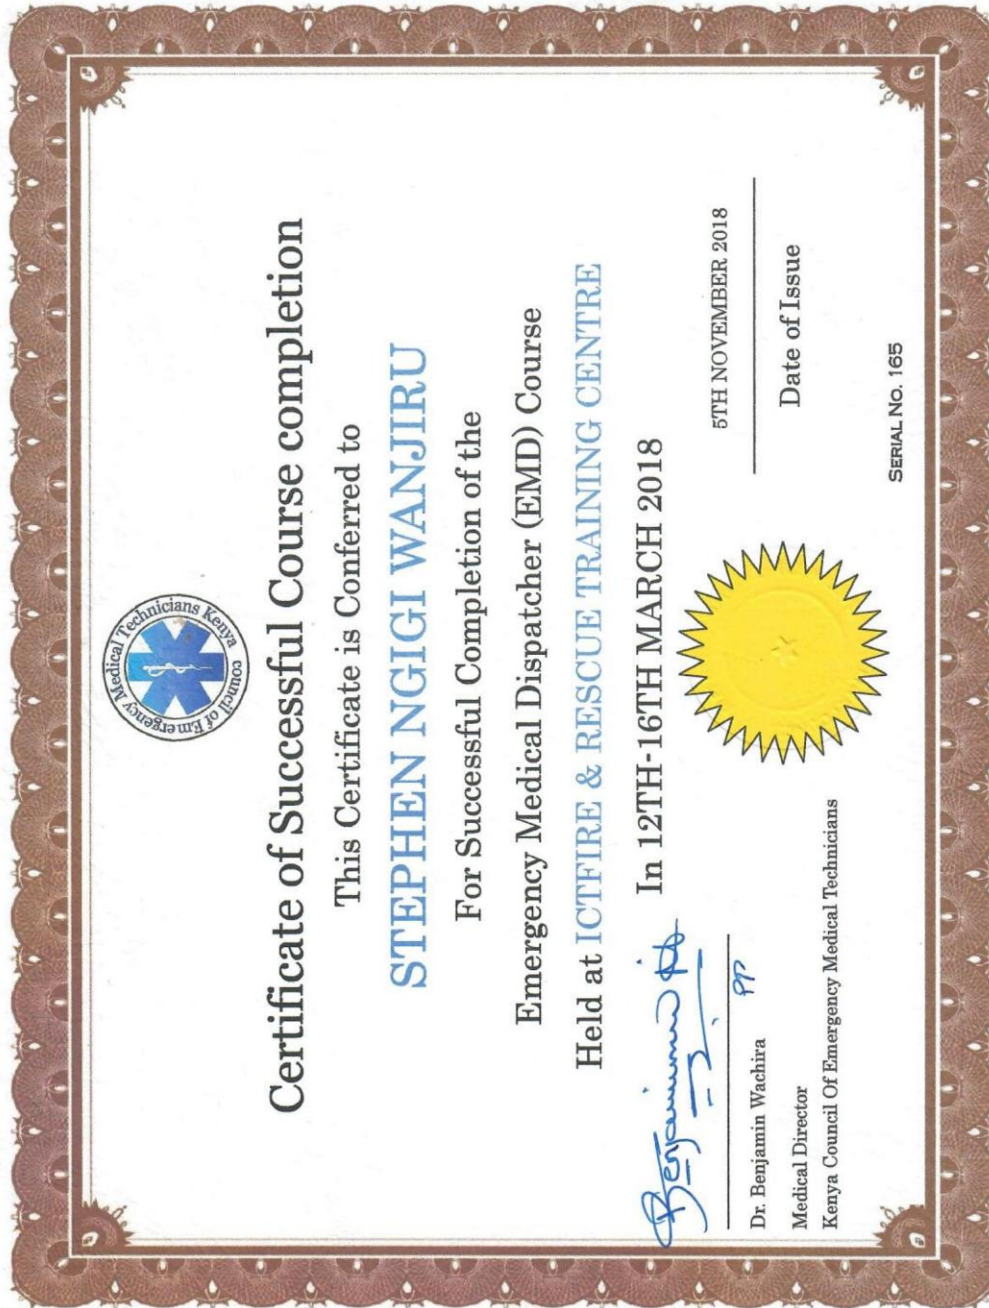 council of Emergency Medical Technicians Kenya
Certificate of Successful Course completion
This Certificate is Conferred to
STEPHEN NGIGI WANJIRU
For Successful Completion of the
Emergency Medical Dispatcher (EMD) Course
Held at ICTFIRE & RESCUE TRAINING CENTRE
In 12TH-16TH MARCH 2018
Benjamin
PP
Dr. Benjamin Wachira
Medical Director
Kenya Council Of Emergency Medical Technicians
5TH NOVEMBER 2018
Date of Issue
SERIAL No. 165